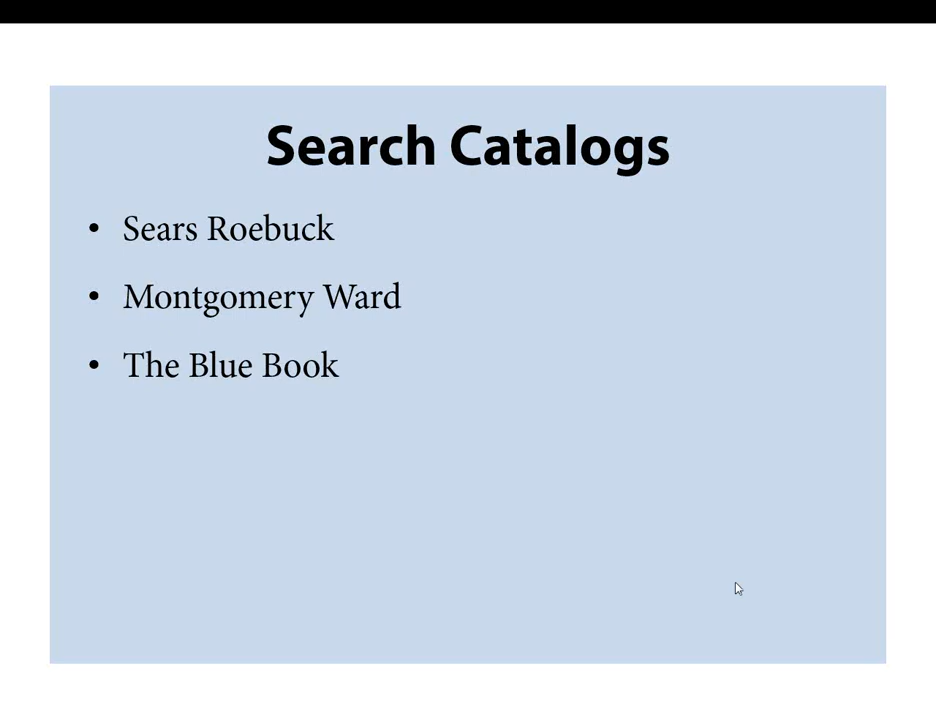 Search Catalogs
• Sears Roebuck
• Montgomery Ward
• The Blue Book